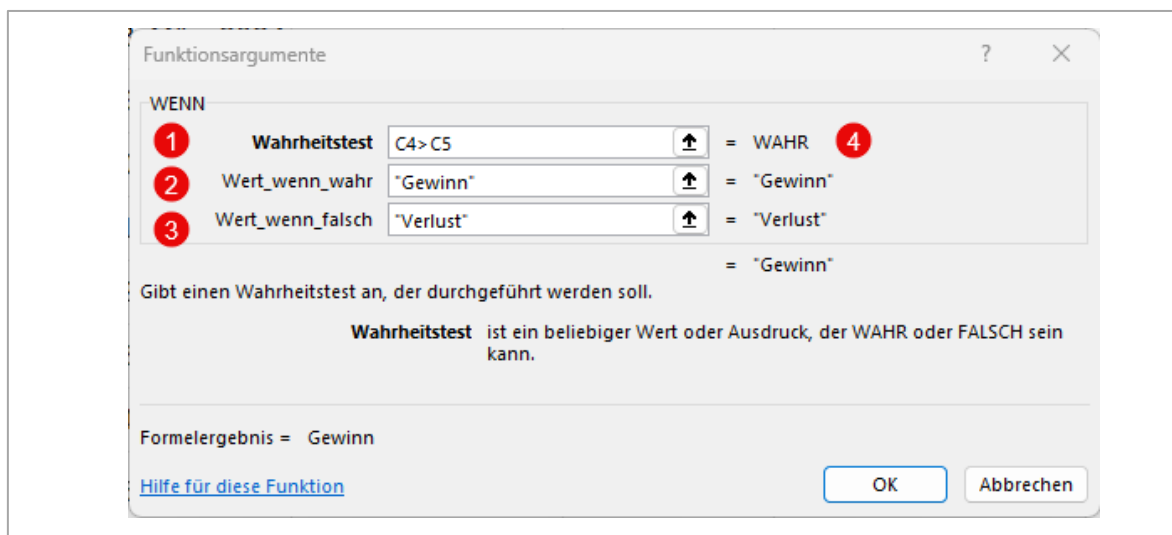 Funktionsargumente ? ×
WENN
1 Wahrheitstest C4>C5 = WAHR 4
2 Wert_wenn_wahr "Gewinn" = "Gewinn"
3 Wert_wenn_falsch "Verlust" = "Verlust"
= "Gewinn"
Gibt einen Wahrheitstest an, der durchgeführt werden soll.
Wahrheitstest ist ein beliebiger Wert oder Ausdruck, der WAHR oder FALSCH sein
kann.
Formelergebnis = Gewinn
Hilfe für diese Funktion OK Abbrechen